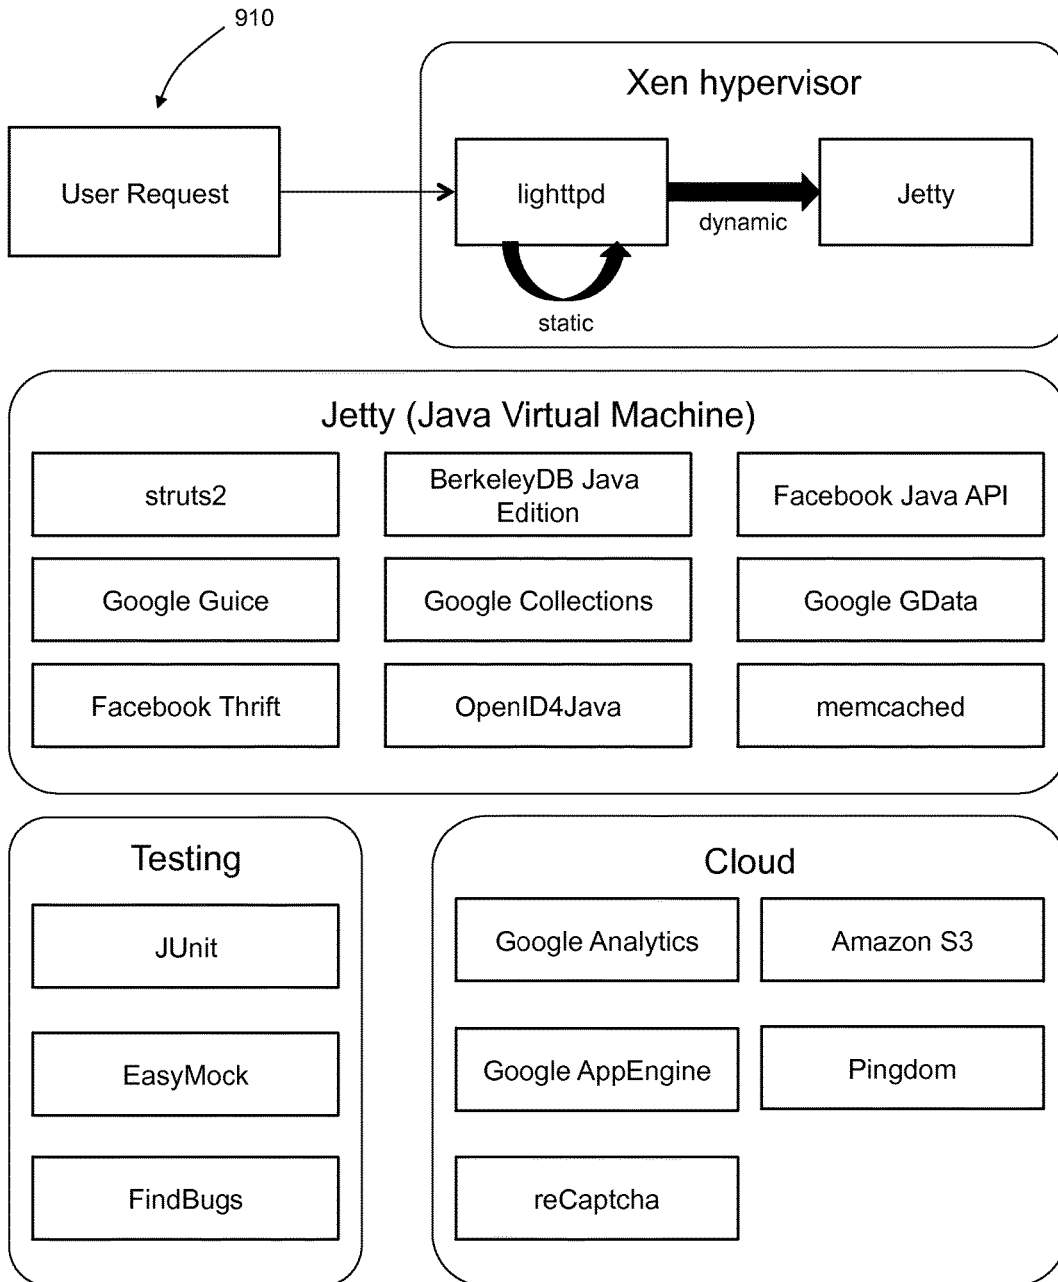 910
Xen hypervisor
User Request
lighttpd
Jetty
dynamic
static
Jetty (Java Virtual Machine)
struts2
BerkeleyDB Java
Edition
Facebook Java API
Google Guice
Google Collections
Google GData
Facebook Thrift
OpenID4Java
memcached
Testing
JUnit
EasyMock
FindBugs
Cloud
Google Analytics
Amazon S3
Google AppEngine
Pingdom
reCaptcha